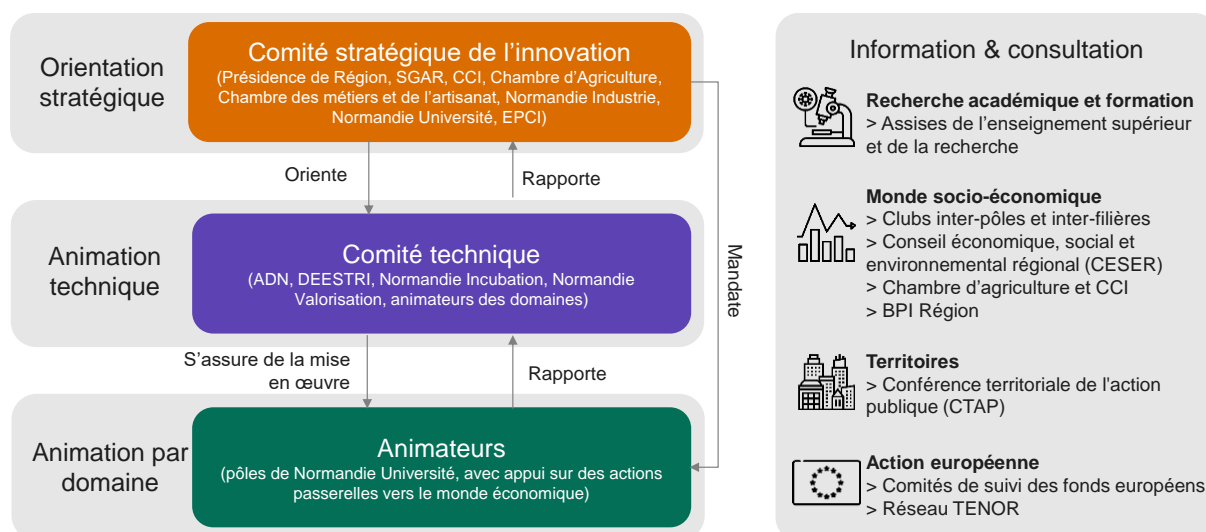 Orientation
stratégique
Comité stratégique de l’innovation
(Présidence de Région, SGAR, CCI, Chambre d’Agriculture,
Chambre des métiers et de l’artisanat, Normandie Industrie,
Normandie Université, EPCI)
Oriente
Rapporte
Mandate
Animation
technique
Comité technique
(ADN, DEESTRI, Normandie Incubation, Normandie
Valorisation, animateurs des domaines)
S’assure de la mise
en œuvre
Rapporte
Animation par
domaine
Animateurs
(pôles de Normandie Université, avec appui sur des actions
passerelles vers le monde économique)
Information & consultation
Recherche académique et formation
> Assises de l’enseignement supérieur
et de la recherche
Monde socio-économique
> Clubs inter-pôles et inter-filières
> Conseil économique, social et
environnemental régional (CESER)
> Chambre d’agriculture et CCI
> BPI Région
Territoires
> Conférence territoriale de l'action
publique (CTAP)
Action européenne
> Comités de suivi des fonds européens
> Réseau TENOR